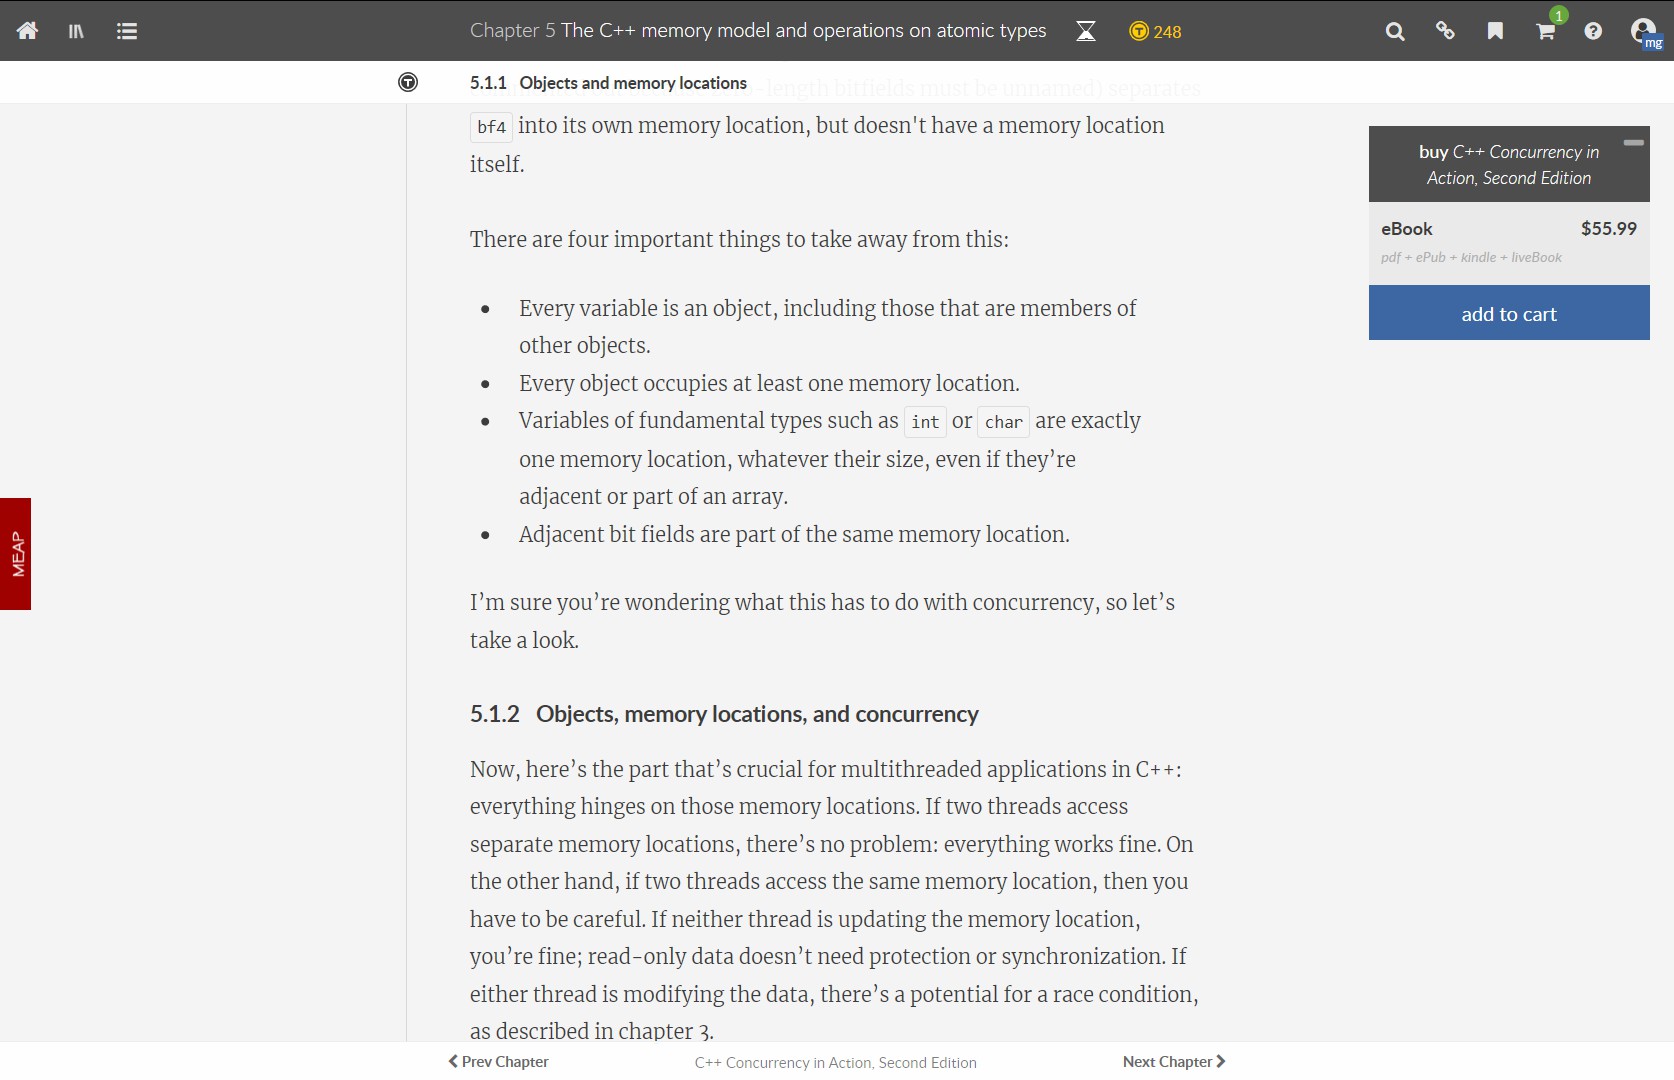 Chapter 5 The C++ memory model and operations on atomic types
248
1
mg
5.1.1 Objects and memory locations
-length bitfields must be unnamed) separates
bf4 into its own memory location, but doesn't have a memory location
itself.
There are four important things to take away from this:
• Every variable is an object, including those that are members of
other objects.
• Every object occupies at least one memory location.
• Variables of fundamental types such as int or char are exactly
one memory location, whatever their size, even if they’re
adjacent or part of an array.
• Adjacent bit fields are part of the same memory location.
I’m sure you’re wondering what this has to do with concurrency, so let’s
take a look.
5.1.2 Objects, memory locations, and concurrency
Now, here’s the part that’s crucial for multithreaded applications in C++:
everything hinges on those memory locations. If two threads access
separate memory locations, there’s no problem: everything works fine. On
the other hand, if two threads access the same memory location, then you
have to be careful. If neither thread is updating the memory location,
you’re fine; read-only data doesn’t need protection or synchronization. If
either thread is modifying the data, there’s a potential for a race condition,
as described in chapter 3.
MEAP
buy C++ Concurrency in
Action, Second Edition
eBook $55.99
pdf + ePub + kindle + liveBook
add to cart
Prev Chapter
C++ Concurrency in Action, Second Edition
Next Chapter